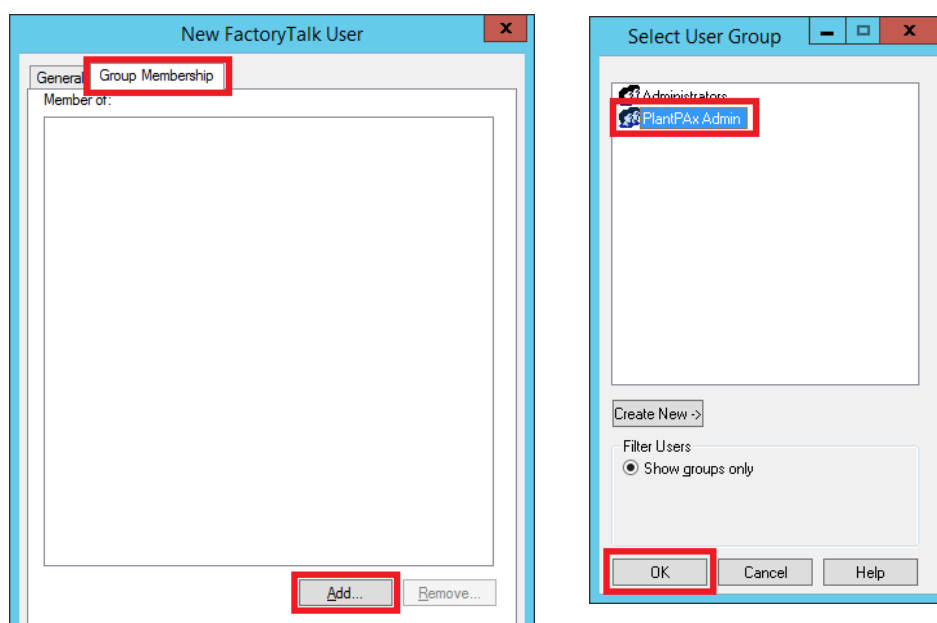 New FactoryTalk User
x
General
Group Membership
Member of:
Add...
Remove...
Select User Group
x
Administrators
PlantPAx Admin
Create New ->
Filter Users
Show groups only
OK
Cancel
Help